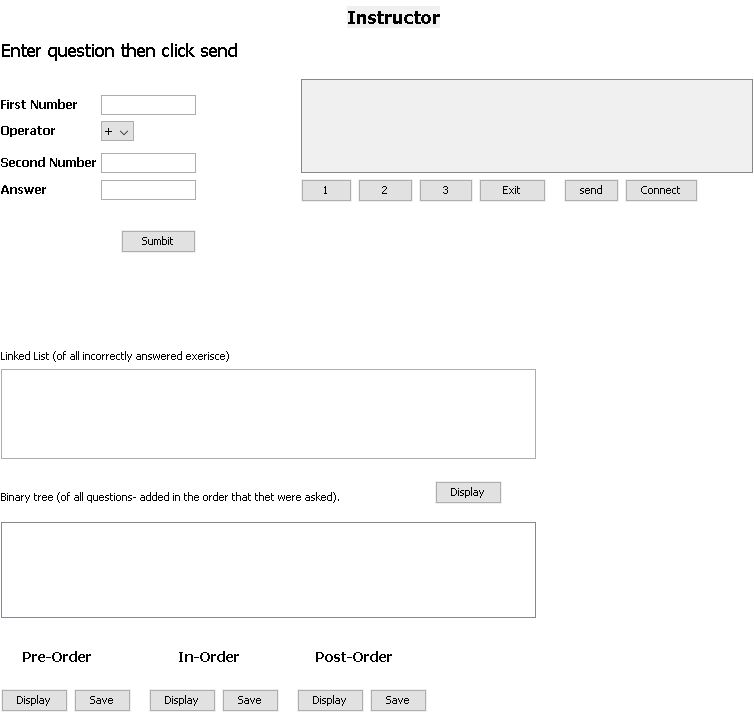 Instructor
Enter question then click send
First Number
Operator +
Second Number
Answer
1 2 3 Exit send Connect
Sumbit
Linked List (of all incorrectly answered exerisce)
Display
Binary tree (of all questions- added in the order that thet were asked).
Pre-Order In-Order Post-Order
Display Save Display Save Display Save